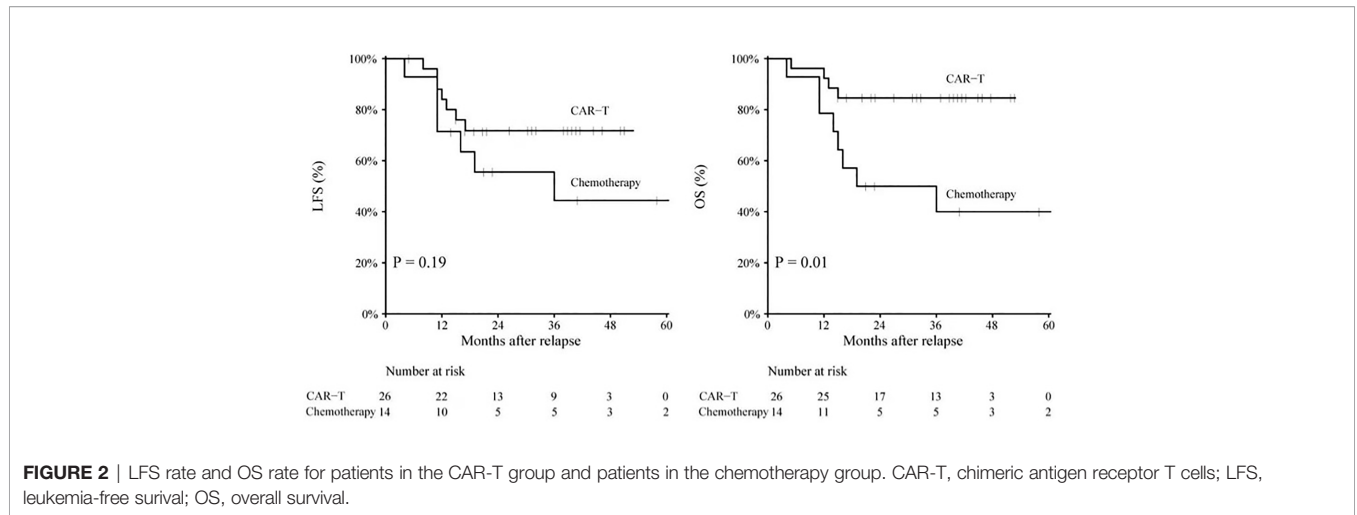 100%
80%
60%
40%
20%
0%
LFS (%)
CAR−T
Chemotherapy
P = 0.19
0 12 24 36 48 60
Months after relapse
Number at risk
CAR−T 26 22 13 9 3 0
Chemotherapy 14 10 5 5 3 2
100%
80%
60%
40%
20%
0%
OS (%)
CAR−T
Chemotherapy
P = 0.01
0 12 24 36 48 60
Months after relapse
Number at risk
CAR−T 26 25 17 13 3 0
Chemotherapy 14 11 5 5 3 2
FIGURE 2 | LFS rate and OS rate for patients in the CAR-T group and patients in the chemotherapy group. CAR-T, chimeric antigen receptor T cells; LFS,
leukemia-free surival; OS, overall survival.